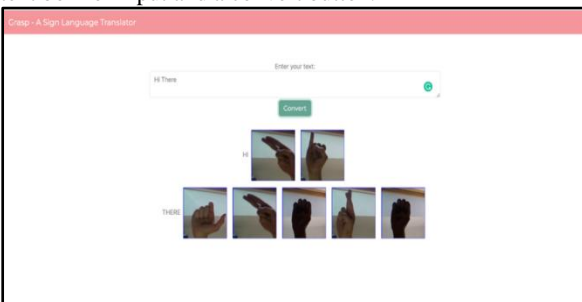 Crasp - A Sign Language Translator
Enter your text:
Hi There
Convert
HI
THERE